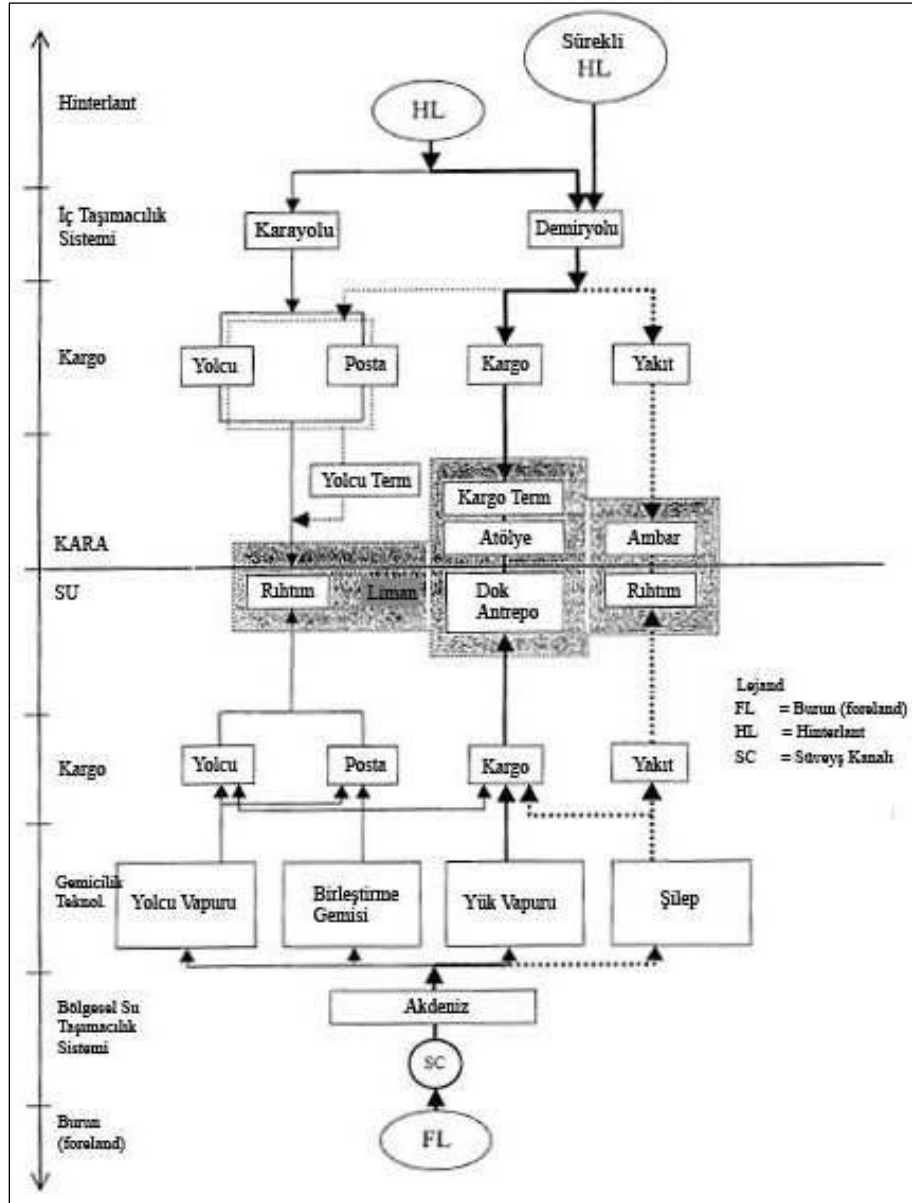 Sürekli
HL
Hinterlant
HL
İç Taşımacılık
Sistemi
Karayolu
Demiryolu
Kargo
Yolcu
Posta
Kargo
Yakıt
Yolcu Term
Kargo Term
Atölye
Ambar
KARA
SU
Rıhtım
Liman
Dok
Antrepo
Rıhtım
Lejand
FL = Burun (foreland)
HL = Hinterlant
SC = Süveyş Kanalı
Kargo
Yolcu
Posta
Kargo
Yakıt
Gemicilik
Teknol.
Yolcu Vapuru
Birleştirme
Gemisi
Yük Vapuru
Şilep
Bölgesel Su
Taşımacılık
Sistemi
Akdeniz
SC
Burun
(foreland)
FL